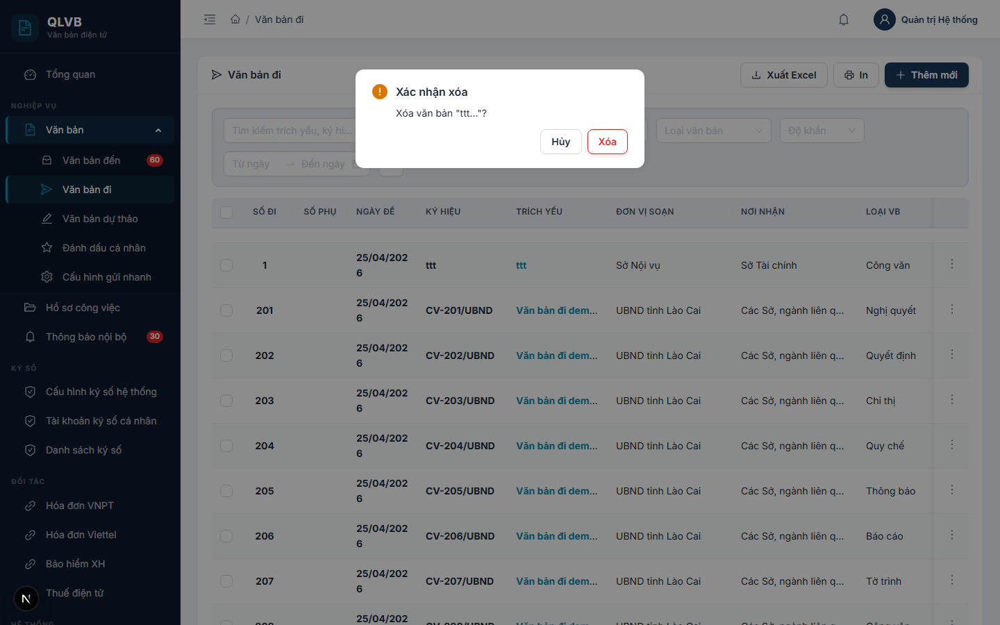 QLVB
Văn bản điện tử
Tổng quan
NGHIỆP VỤ
Văn bản
Văn bản đến 60
Văn bản đi
Văn bản dự thảo
Đánh dấu cá nhân
Cấu hình gửi nhanh
Hồ sơ công việc
Thông báo nội bộ 30
KÝ SỐ
Cấu hình ký số hệ thống
Tài khoản ký số cá nhân
Danh sách ký số
ĐỐI TÁC
Hóa đơn VNPT
Hóa đơn Viettel
Bảo hiểm XH
Thuế điện tử
HỆ THỐNG
N
/ Văn bản đi
Quản trị Hệ thống
Văn bản đi
Xuất Excel
In
Thêm mới
Xác nhận xóa
Xóa văn bản "ttt..."?
Hủy
Xóa
Tìm kiếm trích yếu, ký hi...
Loại văn bản
Độ khẩn
Từ ngày → Đến ngày
SỐ ĐI SỐ PHỤ NGÀY ĐỀ KÝ HIỆU TRÍCH YẾU ĐƠN VỊ SOẠN NƠI NHẬN LOẠI VB
1 25/04/2026 ttt ttt Sở Nội vụ Sở Tài chính Công văn
201 25/04/2026 CV-201/UBND Văn bản đi dem... UBND tỉnh Lào Cai Các Sở, ngành liên q... Nghị quyết
202 25/04/2026 CV-202/UBND Văn bản đi dem... UBND tỉnh Lào Cai Các Sở, ngành liên q... Quyết định
203 25/04/2026 CV-203/UBND Văn bản đi dem... UBND tỉnh Lào Cai Các Sở, ngành liên q... Chỉ thị
204 25/04/2026 CV-204/UBND Văn bản đi dem... UBND tỉnh Lào Cai Các Sở, ngành liên q... Quy chế
205 25/04/2026 CV-205/UBND Văn bản đi dem... UBND tỉnh Lào Cai Các Sở, ngành liên q... Thông báo
206 25/04/2026 CV-206/UBND Văn bản đi dem... UBND tỉnh Lào Cai Các Sở, ngành liên q... Báo cáo
207 25/04/2026 CV-207/UBND Văn bản đi dem... UBND tỉnh Lào Cai Các Sở, ngành liên q... Tờ trình
25/04/202